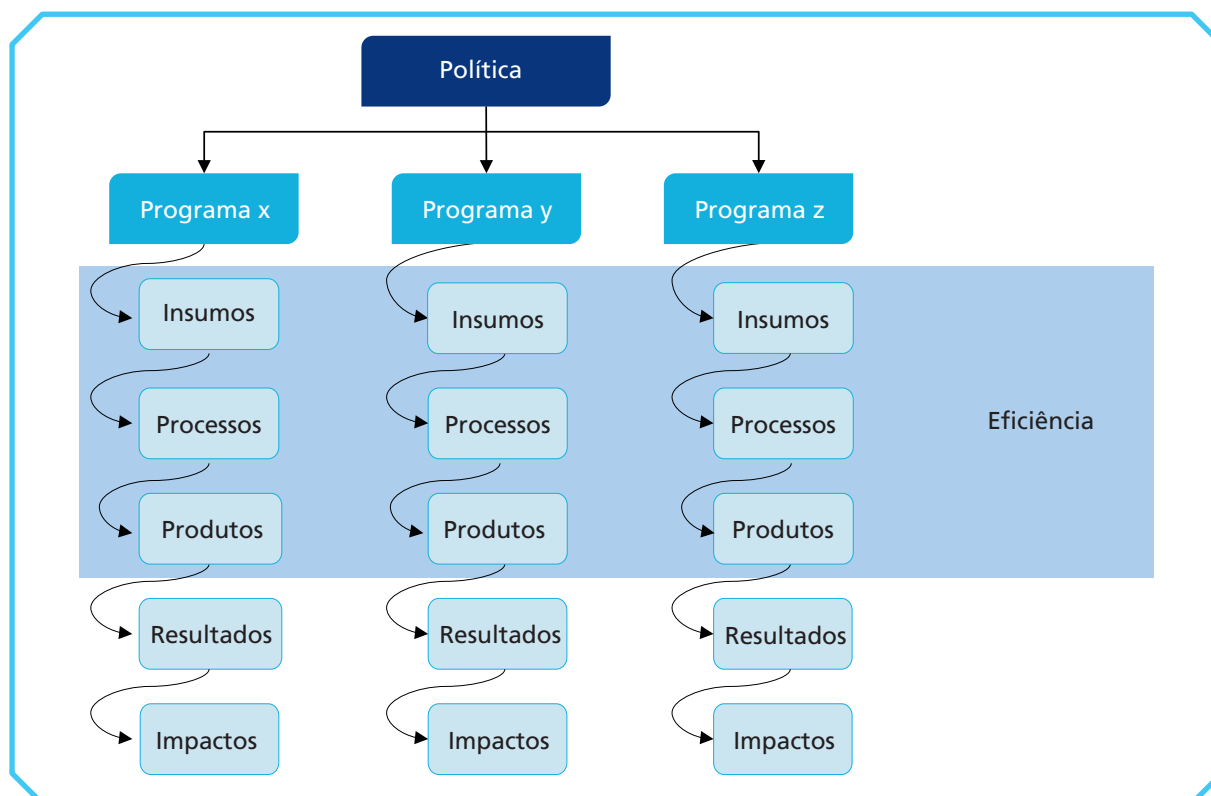 Política
Programa x
Programa y
Programa z
Insumos
Insumos
Insumos
Processos
Processos
Processos
Eficiência
Produtos
Produtos
Produtos
Resultados
Resultados
Resultados
Impactos
Impactos
Impactos